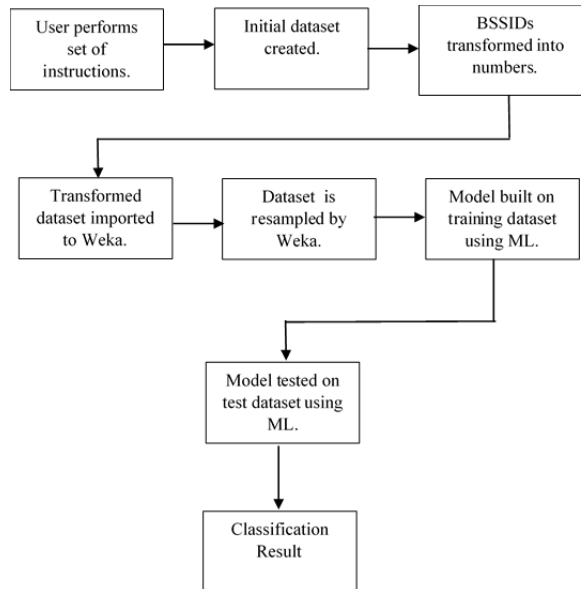 User performs
set of
instructions.
Initial dataset
created.
BSSIDs
transformed into
numbers.
Transformed
dataset imported
to Weka.
Dataset is
resampled by
Weka.
Model built on
training dataset
using ML.
Model tested on
test dataset using
ML.
Classification
Result